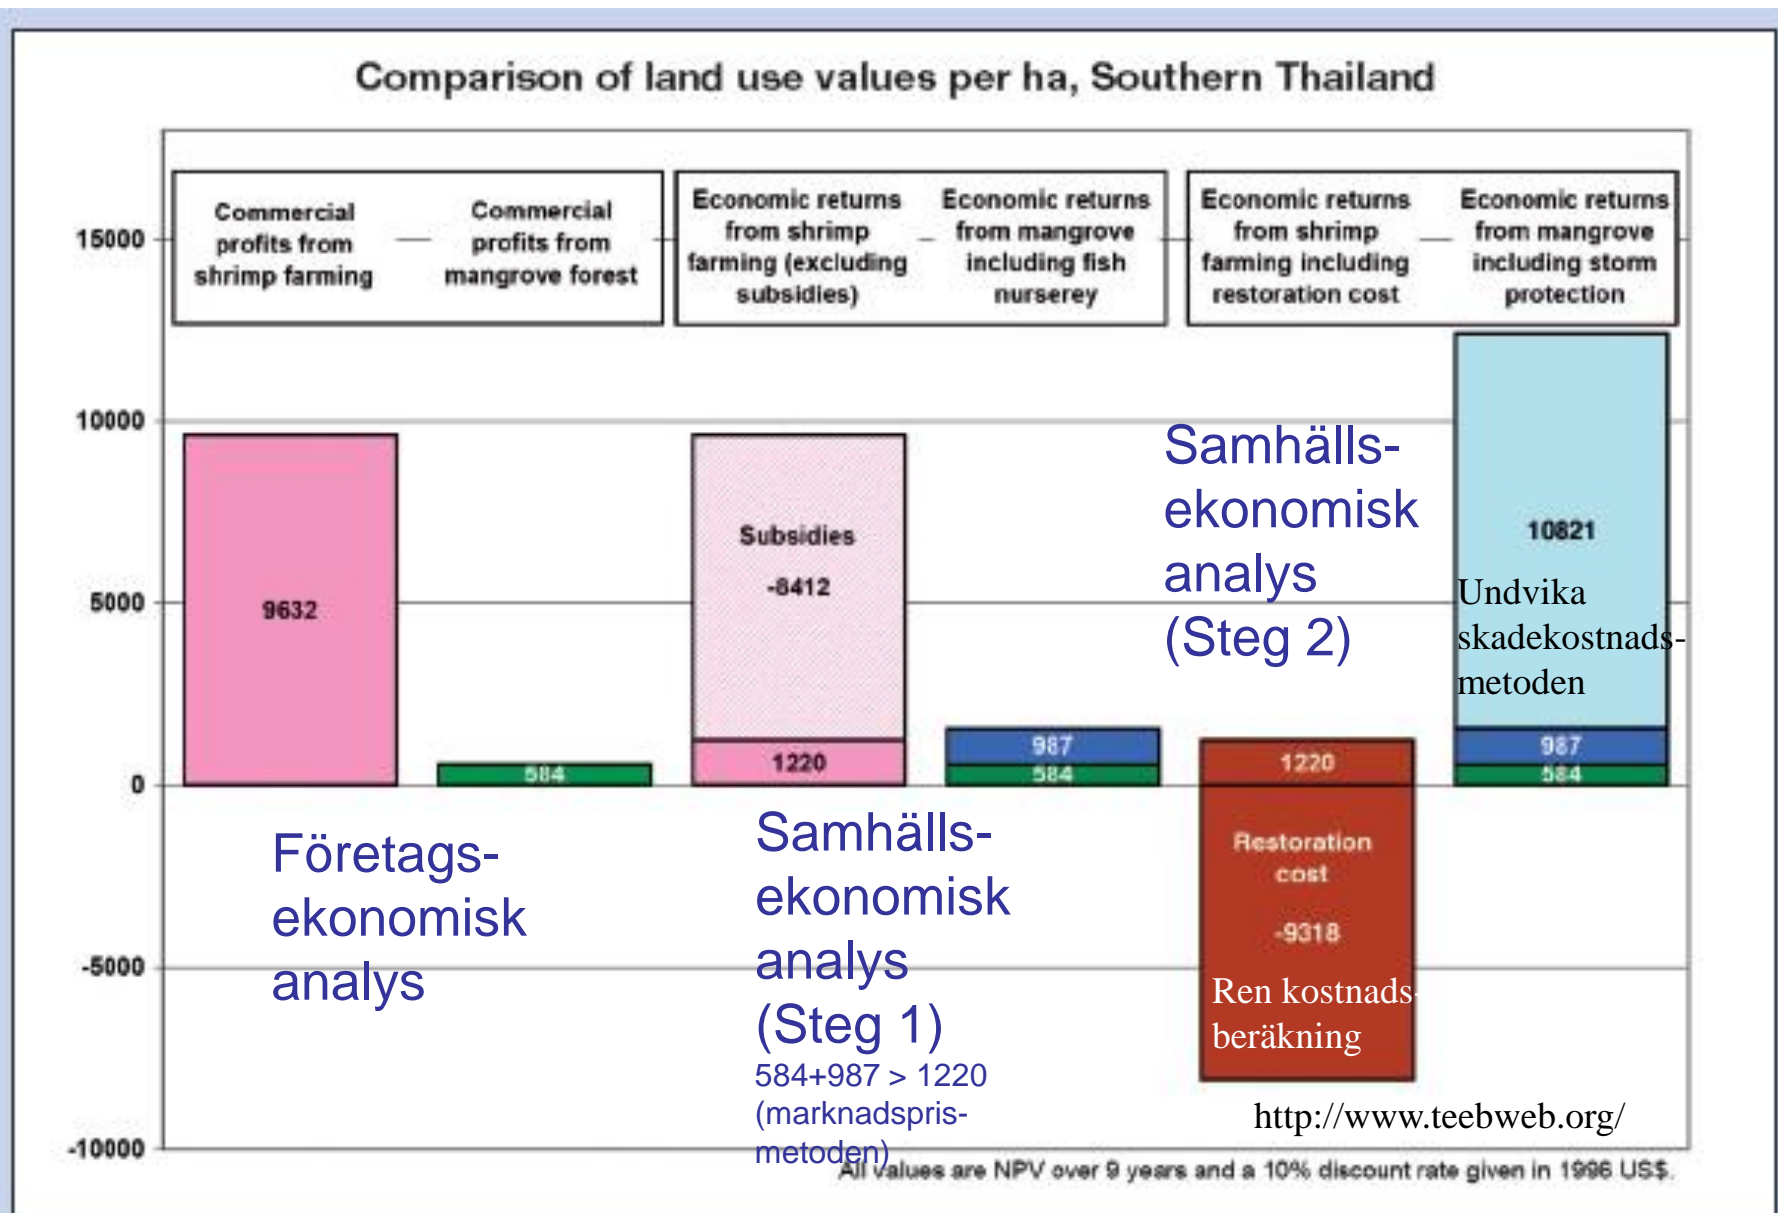 Comparison of land use values per ha, Southern Thailand
Commercial
profits from
shrimp farming
Commercial
profits from
mangrove forest
Economic returns
from shrimp
farming (excluding
subsidies)
Economic returns
from mangrove
including fish
nurserey
Economic returns
from shrimp
farming including
restoration cost
Economic returns
from mangrove
including storm
protection
15000
10000
5000
0
-5000
-10000
9632
584
Subsidies
-8412
1220
987
584
1220
Restoration
cost
-9318
Ren kostnads-
beräkning
10821
Undvika
skadekostnads-
metoden
987
584
Företags-
ekonomisk
analys
Samhälls-
ekonomisk
analys
(Steg 1)
584+987 > 1220
(marknadspris-
metoden)
Samhälls-
ekonomisk
analys
(Steg 2)
http://www.teebweb.org/
All values are NPV over 9 years and a 10% discount rate given in 1996 US$.